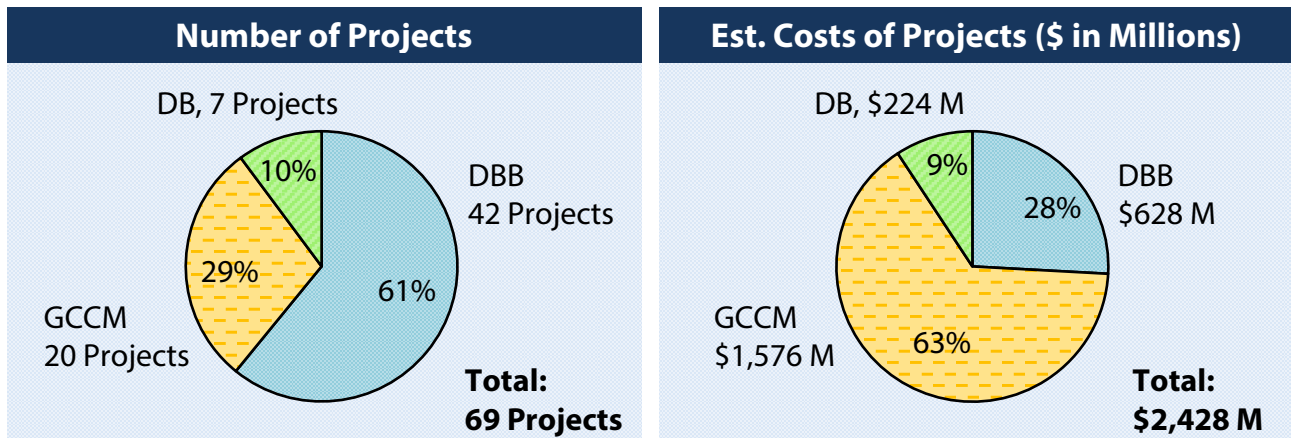 Number of Projects
DB, 7 Projects
10%
DBB
42 Projects
29%
61%
GCCM
20 Projects
Total:
69 Projects
Est. Costs of Projects ($ in Millions)
DB, $224 M
9%
DBB
$628 M
28%
GCCM
$1,576 M
63%
Total:
$2,428 M